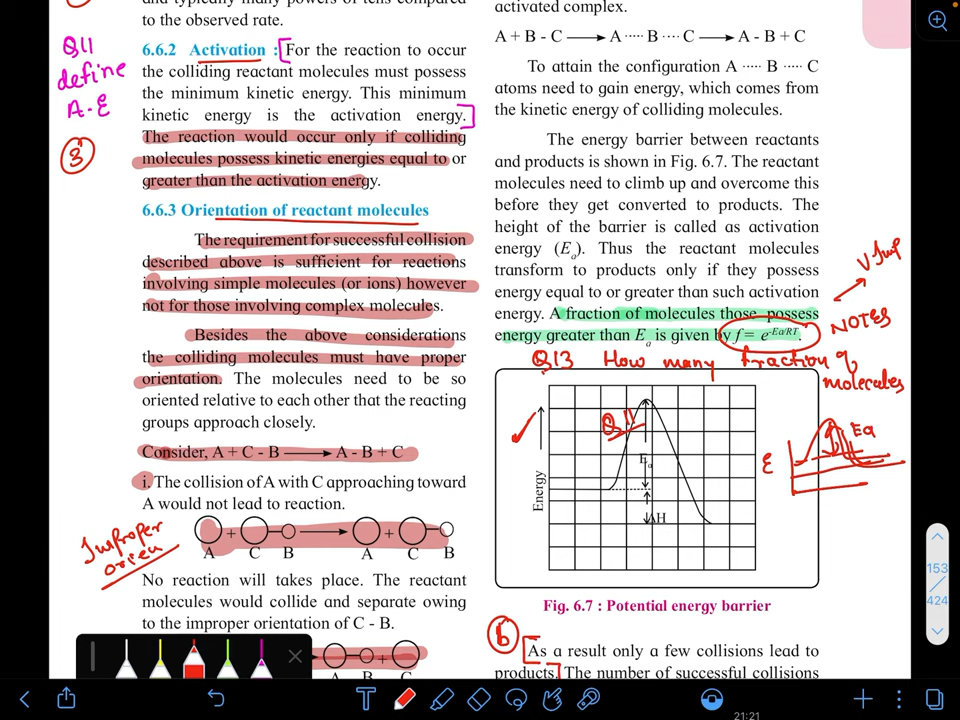 and typically many powers of tens compared
to the observed rate.
Q11
define
A.E
3
6.6.2 Activation : For the reaction to occur
the colliding reactant molecules must possess
the minimum kinetic energy. This minimum
kinetic energy is the activation energy.
The reaction would occur only if colliding
molecules possess kinetic energies equal to or
greater than the activation energy.
6.6.3 Orientation of reactant molecules
The requirement for successful collision
described above is sufficient for reactions
involving simple molecules (or ions) however
not for those involving complex molecules.
Besides the above considerations
the colliding molecules must have proper
orientation. The molecules need to be so
oriented relative to each other that the reacting
groups approach closely.
Consider, A + C - B ⟶ A - B + C
i. The collision of A with C approaching toward
A would not lead to reaction.
Improper
orien
+ ⟶ +
A C B A C B
No reaction will takes place. The reactant
molecules would collide and separate owing
to the improper orientation of C - B.
+
A B C
activated complex.
A + B - C ⟶ A ····· B ···· C ⟶ A - B + C
To attain the configuration A ····· B ····· C
atoms need to gain energy, which comes from
the kinetic energy of colliding molecules.
The energy barrier between reactants
and products is shown in Fig. 6.7. The reactant
molecules need to climb up and overcome this
before they get converted to products. The
height of the barrier is called as activation
energy (Ea). Thus the reactant molecules
transform to products only if they possess
energy equal to or greater than such activation
energy. A fraction of molecules those, possess
energy greater than Ea is given by f = e-Ea/RT.
V Imp
NOTES
Q13 How many fraction of
molecules
Q11
Energy
Ea
ΔH
E
Ea
Fig. 6.7 : Potential energy barrier
6
As a result only a few collisions lead to
products. The number of successful collisions
153
424
21:21